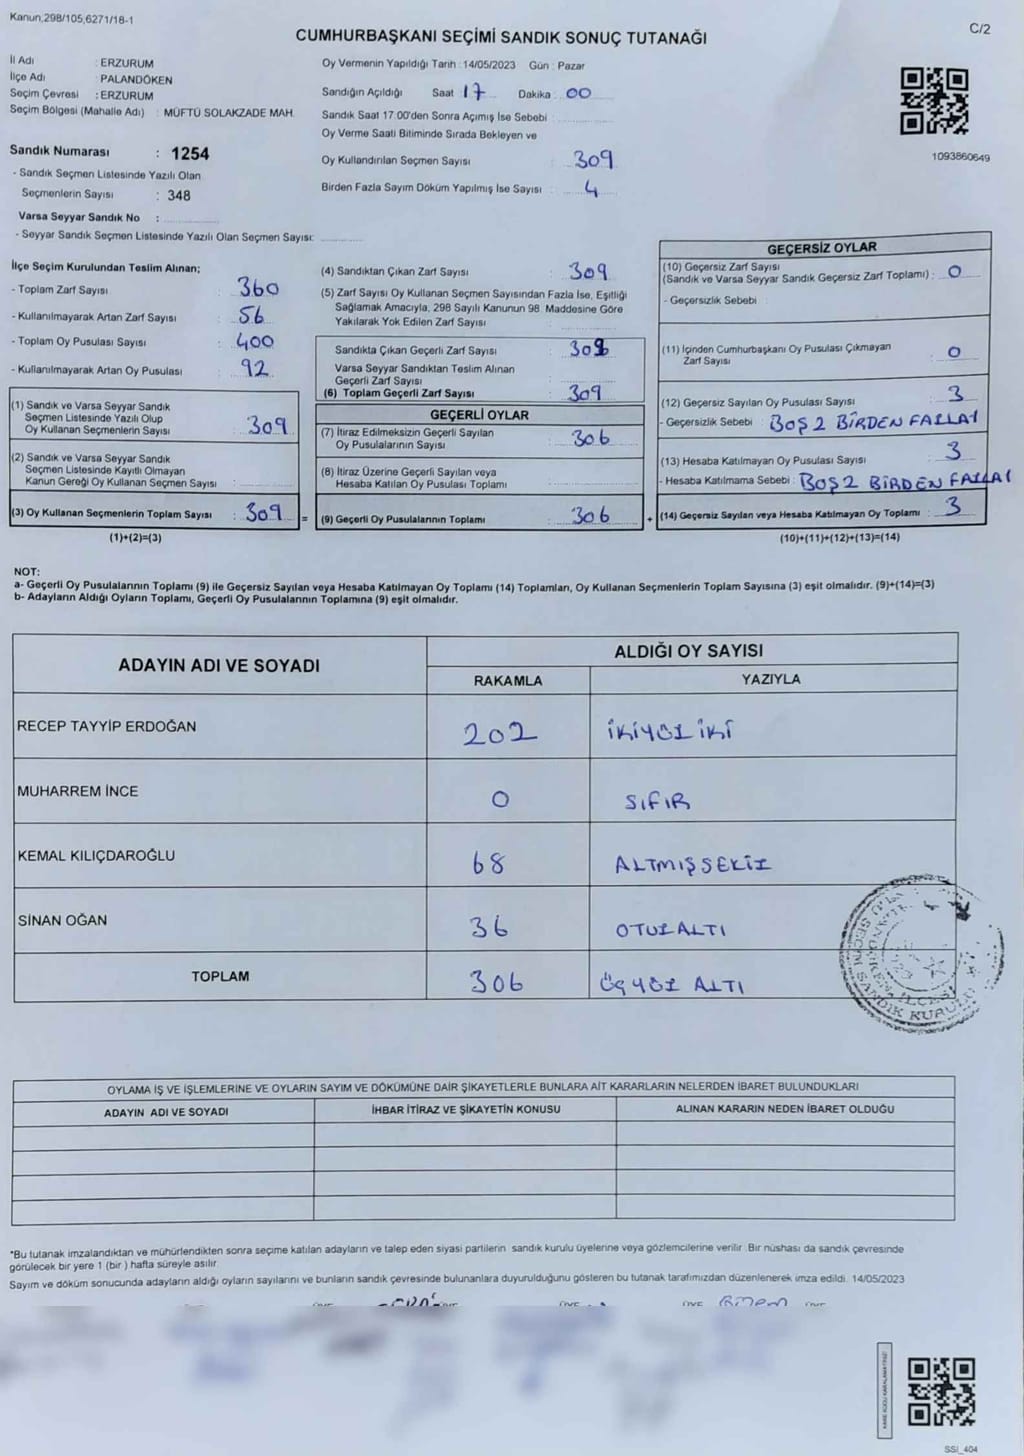 Kanun;298/105,6271/18-1
C/2
CUMHURBAŞKANI SEÇİMİ SANDIK SONUÇ TUTANAĞI
İl Adı : ERZURUM
İlçe Adı : PALANDÖKEN
Seçim Çevresi : ERZURUM
Seçim Bölgesi (Mahalle Adı) : MÜFTÜ SOLAKZADE MAH.
Sandık Numarası : 1254
- Sandık Seçmen Listesinde Yazılı Olan
Seçmenlerin Sayısı : 348
Varsa Seyyar Sandık No :
- Seyyar Sandık Seçmen Listesinde Yazılı Olan Seçmen Sayısı:
Oy Vermenin Yapıldığı Tarih : 14/05/2023 Gün : Pazar
Sandığın Açıldığı Saat 17 Dakika : 00
Sandık Saat 17.00'den Sonra Açımış İse Sebebi :
Oy Verme Saati Bitiminde Sırada Bekleyen ve
Oy Kullandırılan Seçmen Sayısı : 309
Birden Fazla Sayım Döküm Yapılmış İse Sayısı : 4
1093860649
İlçe Seçim Kurulundan Teslim Alınan;
- Toplam Zarf Sayısı : 360
- Kullanılmayarak Artan Zarf Sayısı : 56
- Toplam Oy Pusulası Sayısı : 400
- Kullanılmayarak Artan Oy Pusulası : 92
(1) Sandık ve Varsa Seyyar Sandık
Seçmen Listesinde Yazılı Olup
Oy Kullanan Seçmenlerin Sayısı : 309
(2) Sandık ve Varsa Seyyar Sandık
Seçmen Listesinde Kayıtlı Olmayan
Kanun Gereği Oy Kullanan Seçmen Sayısı :
(3) Oy Kullanan Seçmenlerin Toplam Sayısı : 309 =
(1)+(2)=(3)
(4) Sandıktan Çıkan Zarf Sayısı : 309
(5) Zarf Sayısı Oy Kullanan Seçmen Sayısından Fazla İse, Eşitliği
Sağlamak Amacıyla, 298 Sayılı Kanunun 98. Maddesine Göre
Yakılarak Yok Edilen Zarf Sayısı :
Sandıkta Çıkan Geçerli Zarf Sayısı : 309
Varsa Seyyar Sandıktan Teslim Alınan
Geçerli Zarf Sayısı :
(6) Toplam Geçerli Zarf Sayısı : 309
GEÇERLİ OYLAR
(7) İtiraz Edilmeksizin Geçerli Sayılan
Oy Pusulalarının Sayısı : 306
(8) İtiraz Üzerine Geçerli Sayılan veya
Hesaba Katılan Oy Pusulası Toplamı :
(9) Geçerli Oy Pusulalarının Toplamı : 306 +
GEÇERSİZ OYLAR
(10) Geçersiz Zarf Sayısı
(Sandık ve Varsa Seyyar Sandık Geçersiz Zarf Toplamı) : 0
- Geçersizlik Sebebi :
(11) İçinden Cumhurbaşkanı Oy Pusulası Çıkmayan
Zarf Sayısı : 0
(12) Geçersiz Sayılan Oy Pusulası Sayısı : 3
- Geçersizlik Sebebi : BOŞ 2 BİRDEN FAZLA 1
(13) Hesaba Katılmayan Oy Pusulası Sayısı : 3
- Hesaba Katılmama Sebebi : BOŞ 2 BİRDEN FAZLA 1
(14) Geçersiz Sayılan veya Hesaba Katılmayan Oy Toplamı : 3
(10)+(11)+(12)+(13)=(14)
NOT:
a- Geçerli Oy Pusulalarının Toplamı (9) ile Geçersiz Sayılan veya Hesaba Katılmayan Oy Toplamı (14) Toplamları, Oy Kullanan Seçmenlerin Toplam Sayısına (3) eşit olmalıdır. (9)+(14)=(3)
b- Adayların Aldığı Oyların Toplamı, Geçerli Oy Pusulalarının Toplamına (9) eşit olmalıdır.
ADAYIN ADI VE SOYADI
ALDIĞI OY SAYISI
RAKAMLA YAZIYLA
RECEP TAYYİP ERDOĞAN 202 İKİYÜZ İKİ
MUHARREM İNCE 0 SIFIR
KEMAL KILIÇDAROĞLU 68 ALTMIŞSEKİZ
SİNAN OĞAN 36 OTUZALTI
TOPLAM 306 ÜÇYÜZ ALTI
OYLAMA İŞ VE İŞLEMLERİNE VE OYLARIN SAYIM VE DÖKÜMÜNE DAİR ŞİKAYETLERLE BUNLARA AİT KARARLARIN NELERDEN İBARET BULUNDUKLARI
ADAYIN ADI VE SOYADI İHBAR İTİRAZ VE ŞİKAYETİN KONUSU ALINAN KARARIN NEDEN İBARET OLDUĞU
*Bu tutanak imzalandıktan ve mühürlendikten sonra seçime katılan adayların ve talep eden siyasi partilerin sandık kurulu üyelerine veya gözlemcilerine verilir. Bir nüshası da sandık çevresinde
görülecek bir yere 1 (bir) hafta süreyle asılır.
Sayım ve döküm sonucunda adayların aldığı oyların sayılarını ve bunların sandık çevresinde bulunanlara duyurulduğunu gösteren bu tutanak tarafımızdan düzenlenerek imza edildi. 14/05/2023
SSI_404